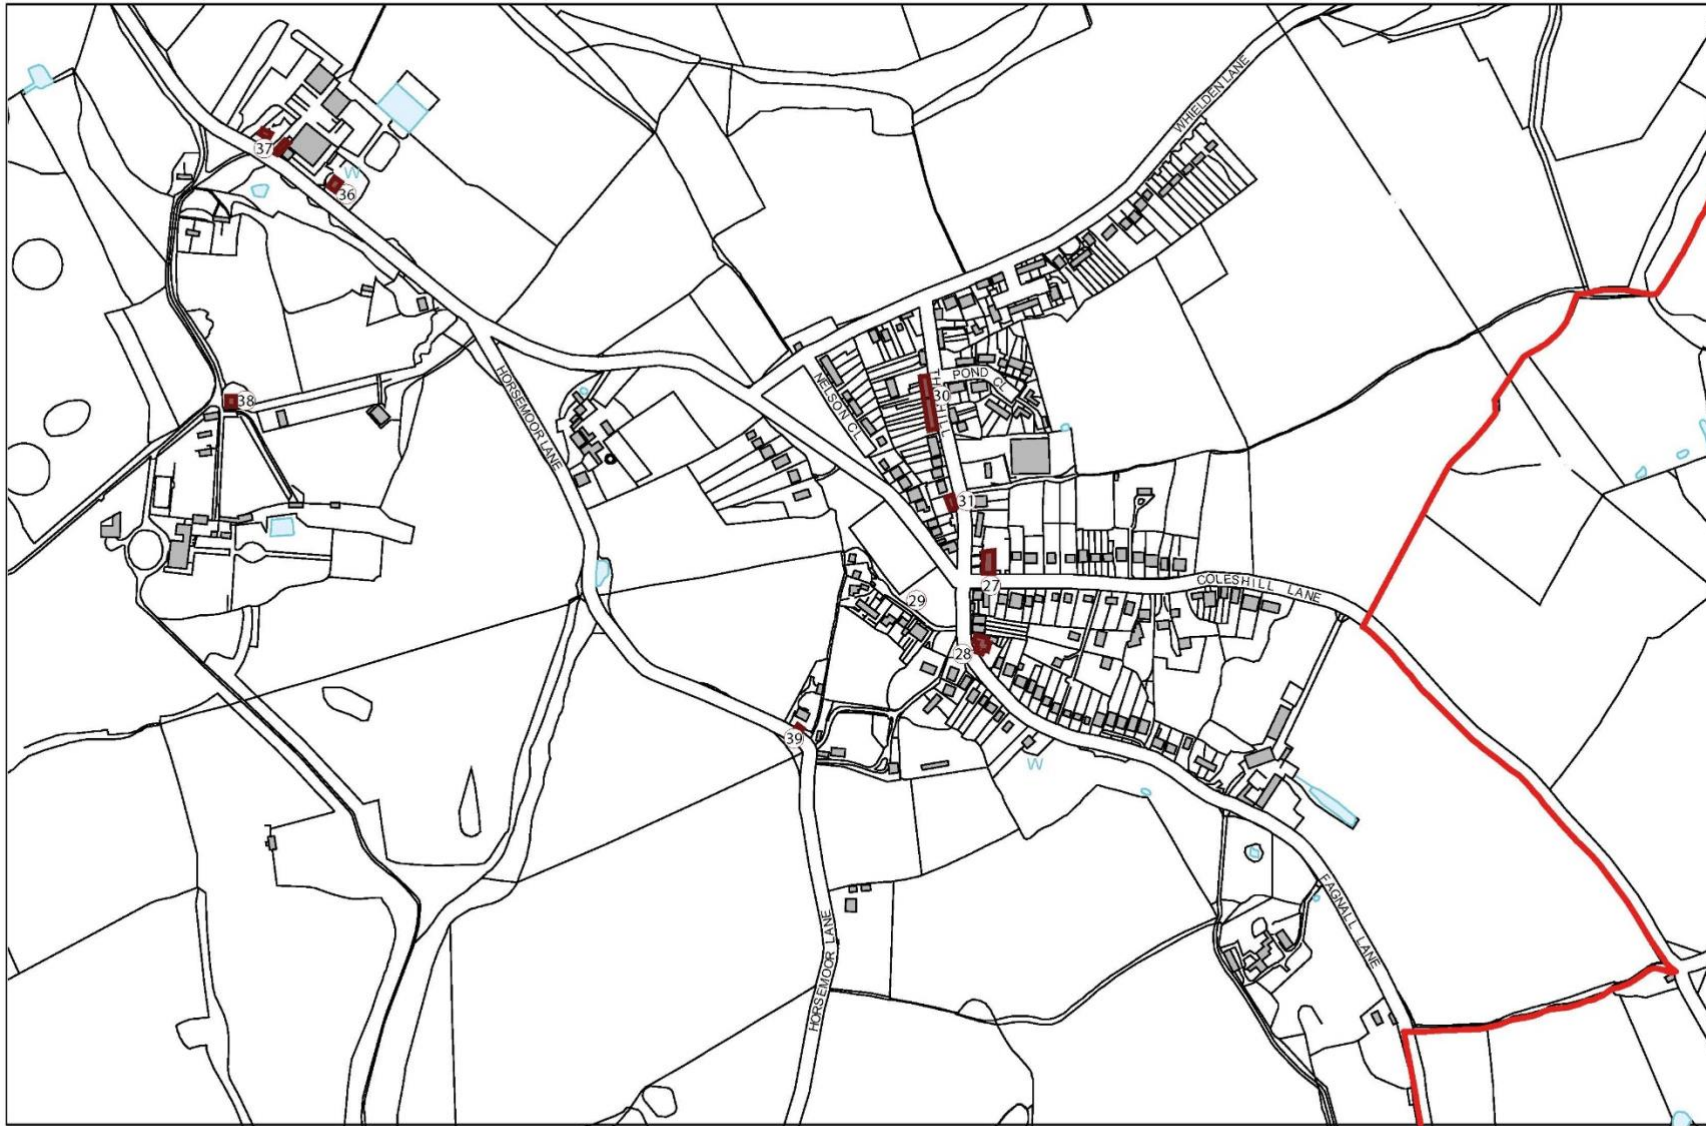 WHIELDEN LANE
37
W
36
HORSEMOOR LANE
38
NELSON CL
POND CL
30
31
COLESHILL LANE
27
29
28
39
W
FAGNALL LANE
HORSEMOOR LANE